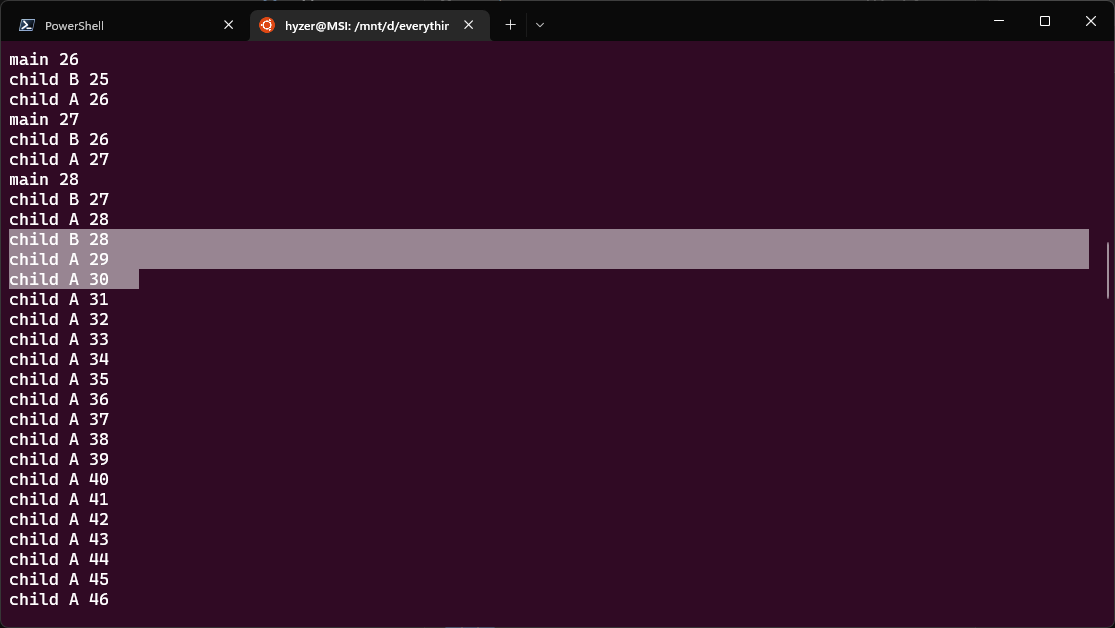 PowerShell
hyzer@MSI: /mnt/d/everythir
main 26
child B 25
child A 26
main 27
child B 26
child A 27
main 28
child B 27
child A 28
child B 28
child A 29
child A 30
child A 31
child A 32
child A 33
child A 34
child A 35
child A 36
child A 37
child A 38
child A 39
child A 40
child A 41
child A 42
child A 43
child A 44
child A 45
child A 46